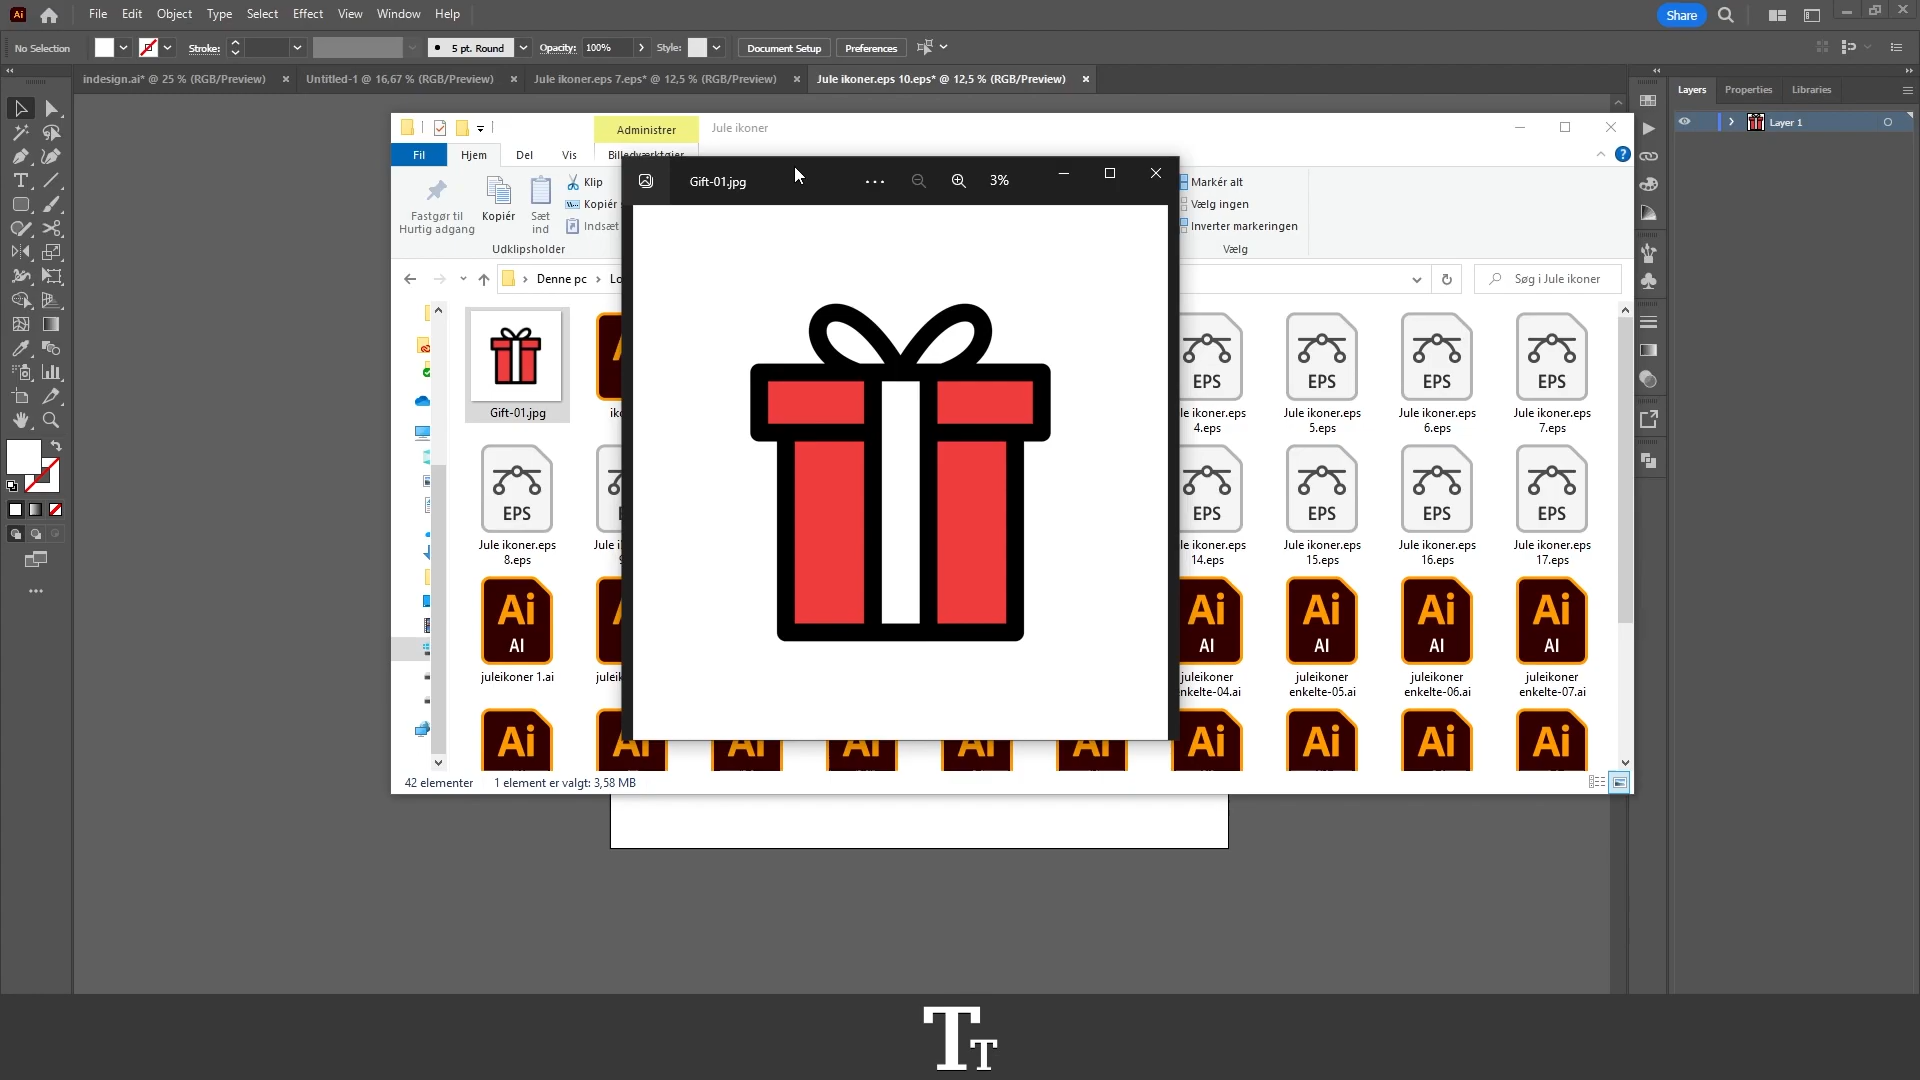 Ai File Edit Object Type Select Effect View Window Help Share
No Selection Stroke: 5 pt. Round Opacity: 100% Style: Document Setup Preferences
indesign.ai* @ 25 % (RGB/Preview) Untitled-1 @ 16,67 % (RGB/Preview) Jule ikoner.eps 7.eps* @ 12,5 % (RGB/Preview) Jule ikoner.eps 10.eps* @ 12,5 % (RGB/Preview)
Layers Properties Libraries
Layer 1
Administrer Jule ikoner
Fil Hjem Del Vis Billedværktøjer
Gift-01.jpg 3%
Fastgør til
Hurtig adgang
Kopiér
Sæt
ind
Klip
Kopiér
Indsæt
Udklipsholder
Markér alt
Vælg ingen
Inverter markeringen
Vælg
Denne pc Lo
Søg i Jule ikoner
EPS EPS EPS EPS
Gift-01.jpg
le ikoner.eps
4.eps
Jule ikoner.eps
5.eps
Jule ikoner.eps
6.eps
Jule ikoner.eps
7.eps
EPS EPS EPS EPS EPS
Jule ikoner.eps
8.eps
Jule i
le ikoner.eps
14.eps
Jule ikoner.eps
15.eps
Jule ikoner.eps
16.eps
Jule ikoner.eps
17.eps
Ai Ai Ai Ai Ai
AI AI AI AI AI
juleikoner 1.ai
julei
juleikoner
nkelte-04.ai
juleikoner
enkelte-05.ai
juleikoner
enkelte-06.ai
juleikoner
enkelte-07.ai
Ai Ai Ai Ai Ai Ai Ai Ai Ai Ai
42 elementer 1 element er valgt: 3,58 MB
TT